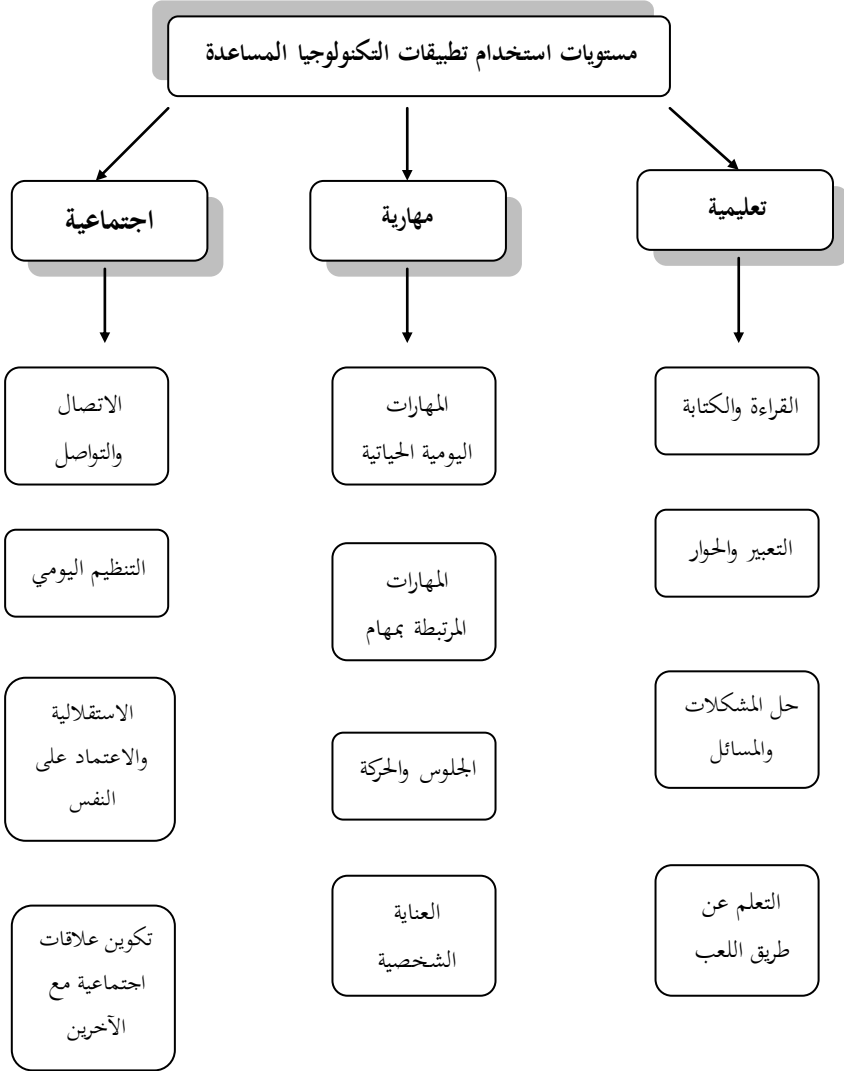 مستويات استخدام تطبيقات التكنولوجيا المساعدة
تعليمية
مهارية
اجتماعية
القراءة والكتابة
التعبير والحوار
حل المشكلات
والمسائل
التعلم عن
طريق اللعب
المهارات
اليومية الحياتية
المهارات
المرتبطة بمهام
الجلوس والحركة
العناية
الشخصية
الاتصال
والتواصل
التنظيم اليومي
الاستقلالية
والاعتماد على
النفس
تكوين علاقات
اجتماعية مع
الآخرين